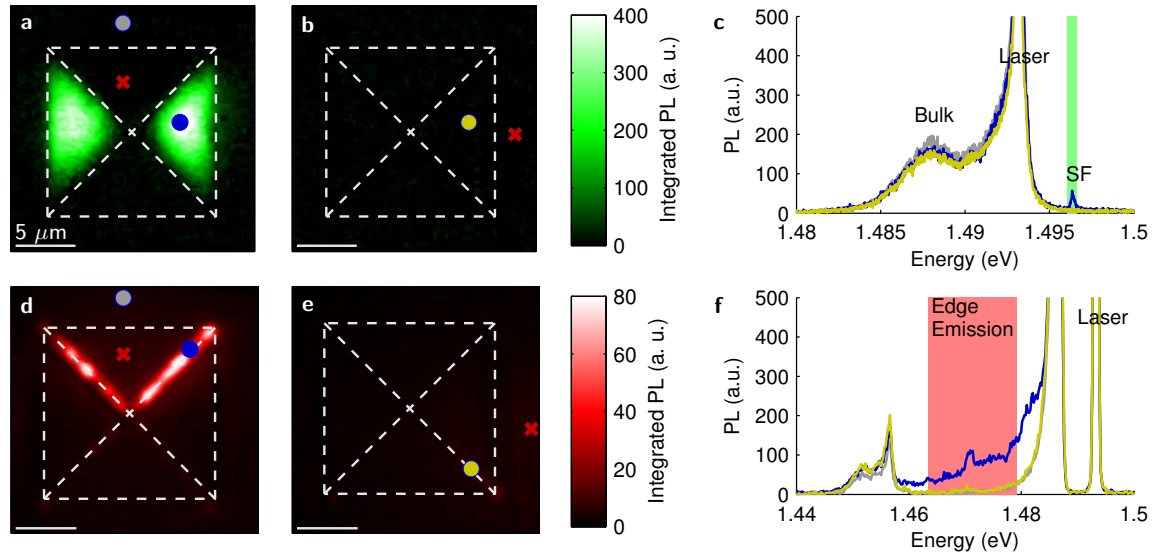 a
5 μm
b
400
300
200
100
0
Integrated PL (a. u.)
c
500
400
300
200
100
0
PL (a.u.)
Laser
Bulk
SF
1.48
1.485
1.49
1.495
1.5
Energy (eV)
d
e
80
60
40
20
0
Integrated PL (a. u.)
f
500
400
300
200
100
0
PL (a.u.)
Edge
Emission
Laser
1.44
1.46
1.48
1.5
Energy (eV)